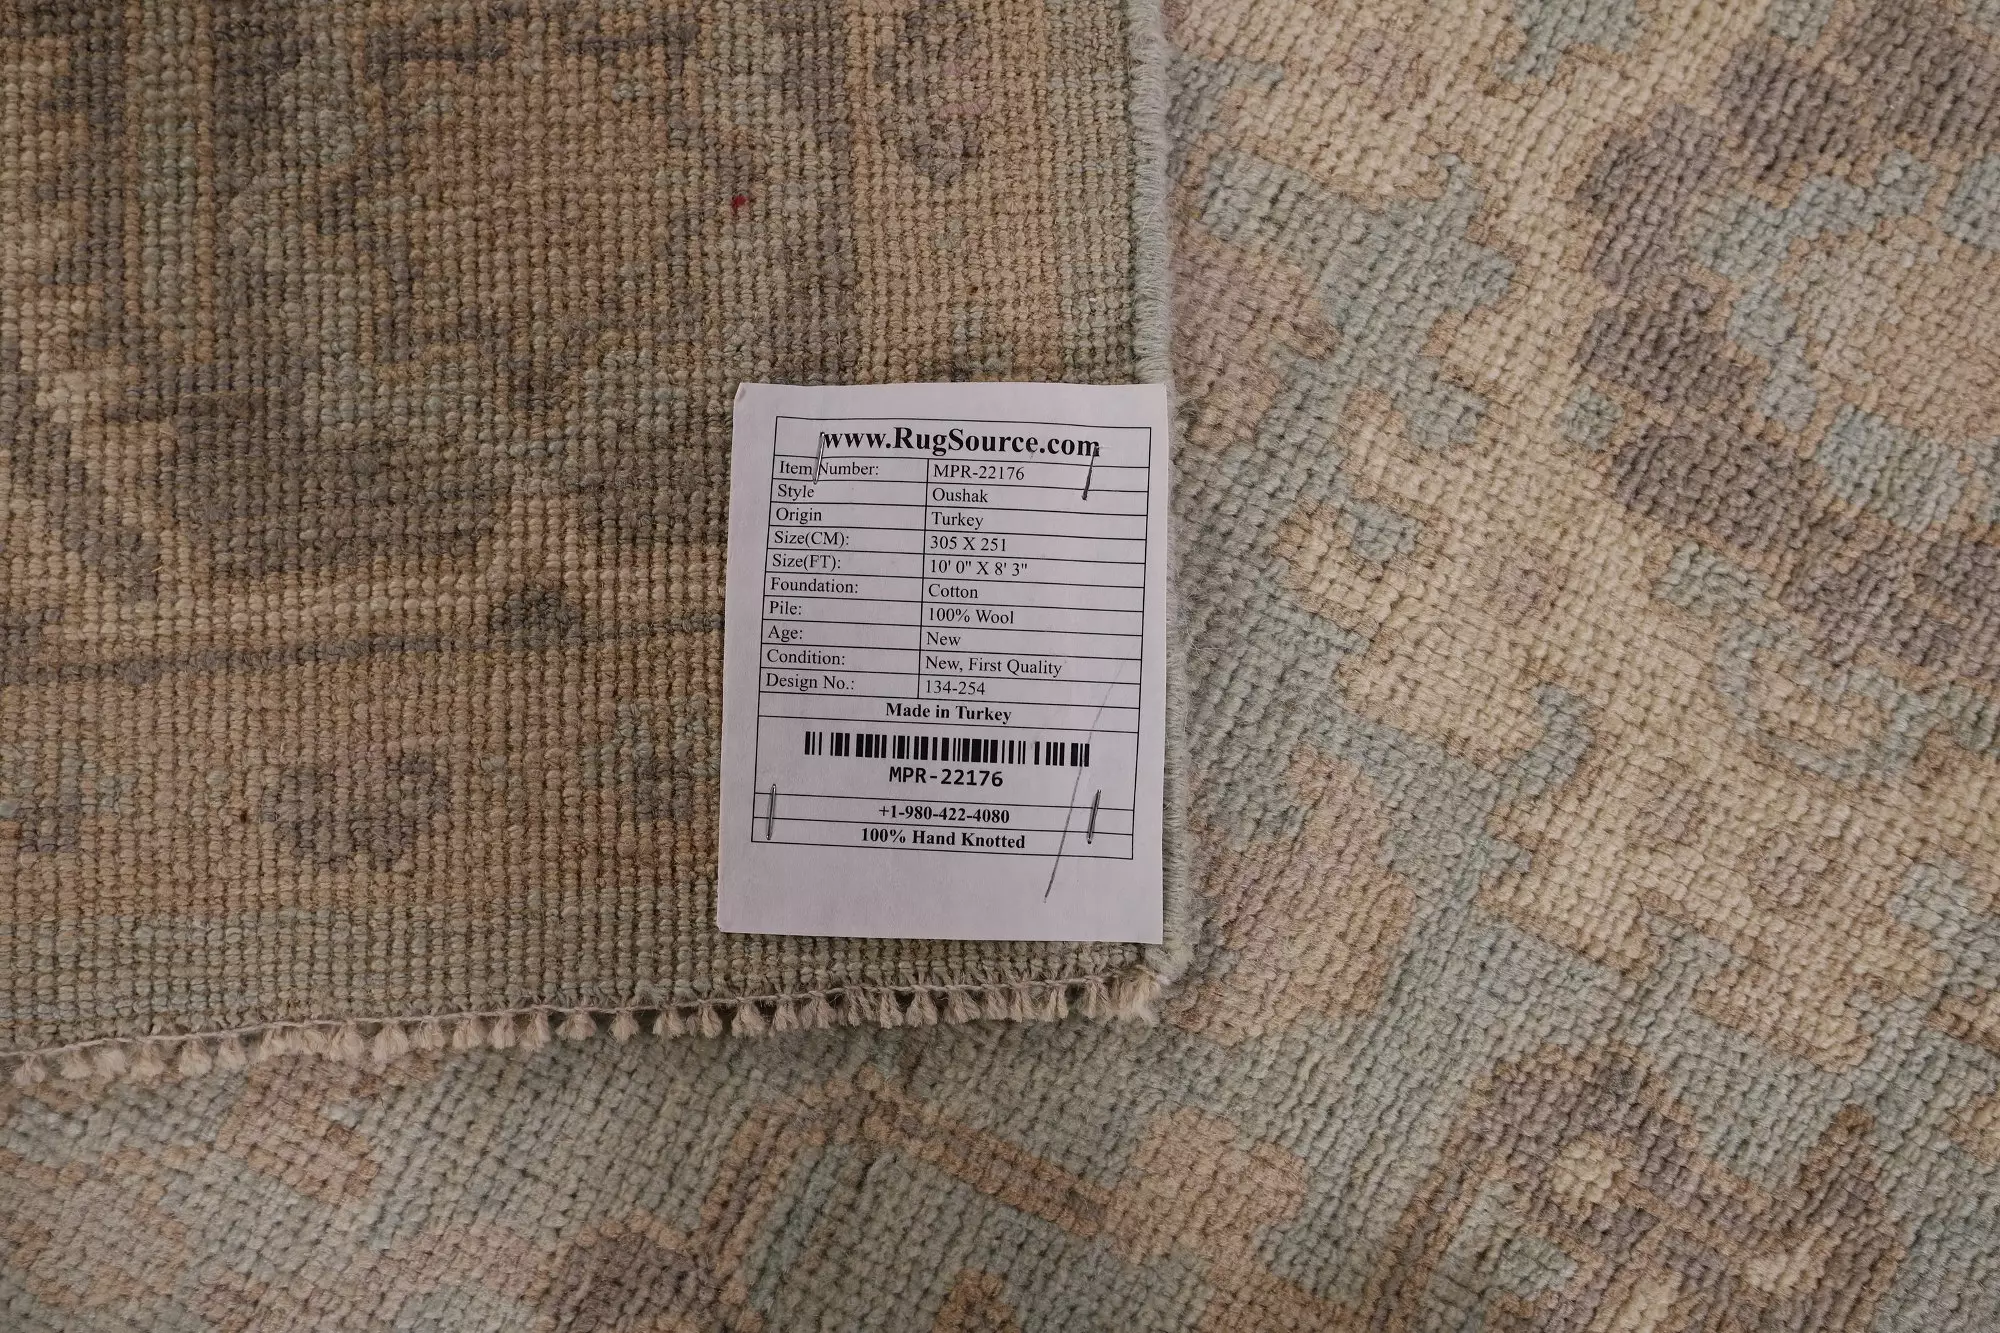 www.RugSource.com
Item Number: MPR-22176
Style Oushak
Origin Turkey
Size(CM): 305 X 251
Size(FT): 10' 0" X 8' 3"
Foundation: Cotton
Pile: 100% Wool
Age: New
Condition: New, First Quality
Design No.: 134-254
Made in Turkey
MPR-22176
+1-980-422-4080
100% Hand Knotted